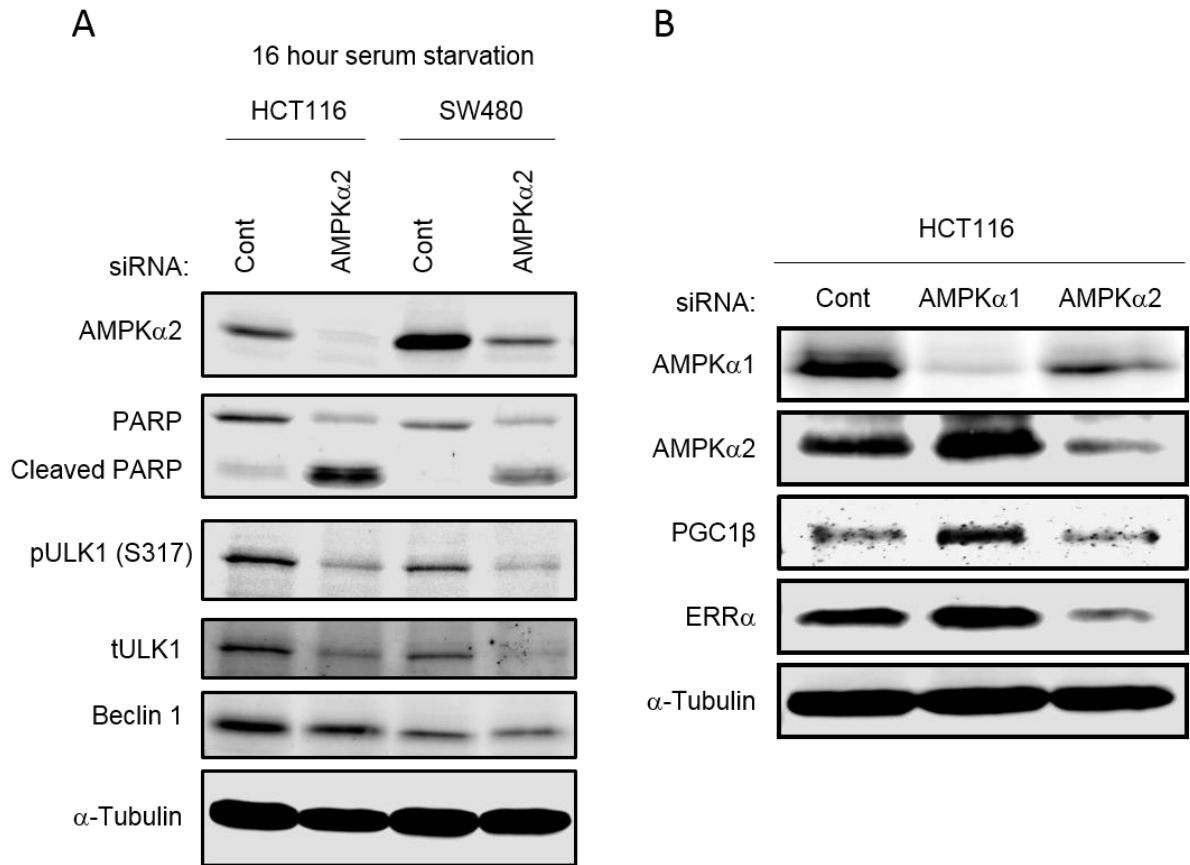 A
16 hour serum starvation
HCT116 SW480
siRNA: Cont AMPKα2 Cont AMPKα2
AMPKα2
PARP
Cleaved PARP
pULK1 (S317)
tULK1
Beclin 1
α-Tubulin
B
HCT116
siRNA: Cont AMPKα1 AMPKα2
AMPKα1
AMPKα2
PGC1β
ERRα
α-Tubulin